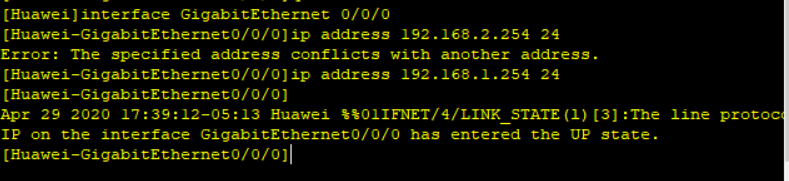 [Huawei]interface GigabitEthernet 0/0/0
[Huawei-GigabitEthernet0/0/0]ip address 192.168.2.254 24
Error: The specified address conflicts with another address.
[Huawei-GigabitEthernet0/0/0]ip address 192.168.1.254 24
[Huawei-GigabitEthernet0/0/0]
Apr 29 2020 17:39:12-05:13 Huawei %%01IFNET/4/LINK_STATE(l)[3]:The line protoc
IP on the interface GigabitEthernet0/0/0 has entered the UP state.
[Huawei-GigabitEthernet0/0/0]